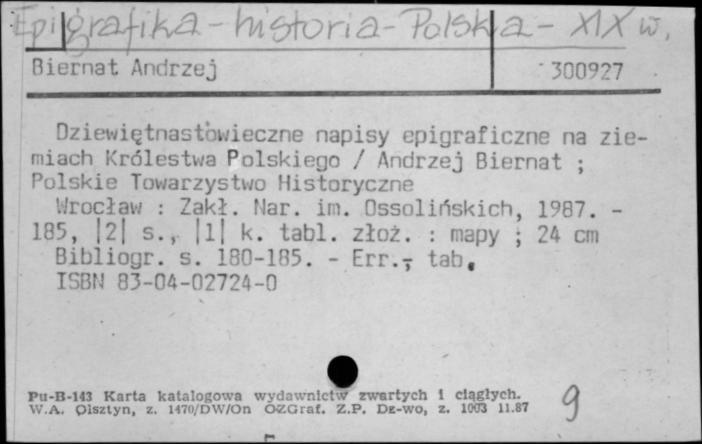 Epigrafika - historia - Polska - XIX w.
Biernat Andrzej 300927
Dziewiętnastowieczne napisy epigraficzne na zie-
miach Królestwa Polskiego / Andrzej Biernat ;
Polskie Towarzystwo Historyczne
Wrocław : Zakł. Nar. im. Ossolińskich, 1987. -
185, |2| s., |1| k. tabl. złoż. : mapy ; 24 cm
Bibliogr. s. 180-185. - Err., tab.
ISBN 83-04-02724-0
Pu-B-143 Karta katalogowa wydawnictw zwartych i ciągłych.
W.A. Olsztyn, z. 1470/DW/On OZGraf. Z.P. Dz-wo, z. 1003 11.87
9